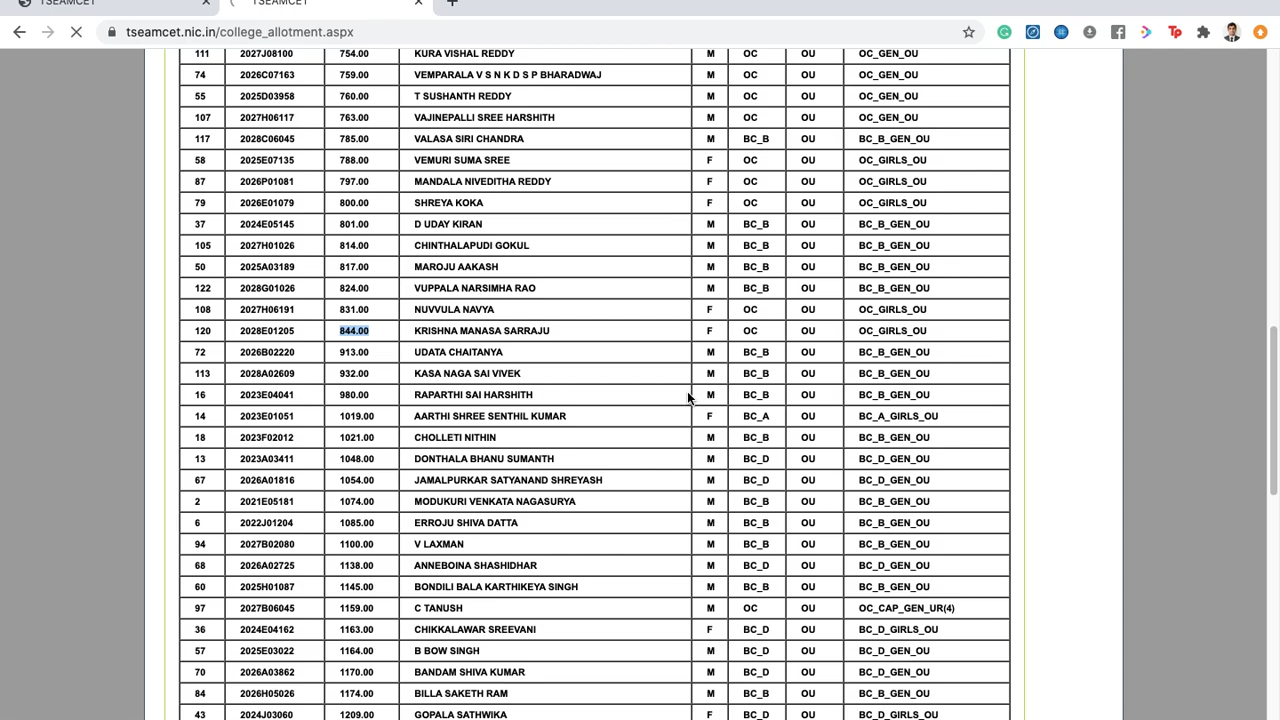 TSEAMCET
TSEAMCET
tseamcet.nic.in/college_allotment.aspx
111 2027J08100 754.00 KURA VISHAL REDDY M OC OU OC_GEN_OU
74 2026C07163 759.00 VEMPARALA V S N K D S P BHARADWAJ M OC OU OC_GEN_OU
55 2025D03958 760.00 T SUSHANTH REDDY M OC OU OC_GEN_OU
107 2027H06117 763.00 VAJINEPALLI SREE HARSHITH M OC OU OC_GEN_OU
117 2028C06045 785.00 VALASA SIRI CHANDRA M BC_B OU BC_B_GEN_OU
58 2025E07135 788.00 VEMURI SUMA SREE F OC OU OC_GIRLS_OU
87 2026P01081 797.00 MANDALA NIVEDITHA REDDY F OC OU OC_GIRLS_OU
79 2026E01079 800.00 SHREYA KOKA F OC OU OC_GIRLS_OU
37 2024E05145 801.00 D UDAY KIRAN M BC_B OU BC_B_GEN_OU
105 2027H01026 814.00 CHINTHALAPUDI GOKUL M BC_B OU BC_B_GEN_OU
50 2025A03189 817.00 MAROJU AAKASH M BC_B OU BC_B_GEN_OU
122 2028G01026 824.00 VUPPALA NARSIMHA RAO M BC_B OU BC_B_GEN_OU
108 2027H06191 831.00 NUVVULA NAVYA F OC OU OC_GIRLS_OU
120 2028E01205 844.00 KRISHNA MANASA SARRAJU F OC OU OC_GIRLS_OU
72 2026B02220 913.00 UDATA CHAITANYA M BC_B OU BC_B_GEN_OU
113 2028A02609 932.00 KASA NAGA SAI VIVEK M BC_B OU BC_B_GEN_OU
16 2023E04041 980.00 RAPARTHI SAI HARSHITH M BC_B OU BC_B_GEN_OU
14 2023E01051 1019.00 AARTHI SHREE SENTHIL KUMAR F BC_A OU BC_A_GIRLS_OU
18 2023F02012 1021.00 CHOLLETI NITHIN M BC_B OU BC_B_GEN_OU
13 2023A03411 1048.00 DONTHALA BHANU SUMANTH M BC_D OU BC_D_GEN_OU
67 2026A01816 1054.00 JAMALPURKAR SATYANAND SHREYASH M BC_D OU BC_D_GEN_OU
2 2021E05181 1074.00 MODUKURI VENKATA NAGASURYA M BC_B OU BC_B_GEN_OU
6 2022J01204 1085.00 ERROJU SHIVA DATTA M BC_B OU BC_B_GEN_OU
94 2027B02080 1100.00 V LAXMAN M BC_B OU BC_B_GEN_OU
68 2026A02725 1138.00 ANNEBOINA SHASHIDHAR M BC_D OU BC_D_GEN_OU
60 2025H01087 1145.00 BONDILI BALA KARTHIKEYA SINGH M BC_B OU BC_B_GEN_OU
97 2027B06045 1159.00 C TANUSH M OC OU OC_CAP_GEN_UR(4)
36 2024E04162 1163.00 CHIKKALAWAR SREEVANI F BC_D OU BC_D_GIRLS_OU
57 2025E03022 1164.00 B BOW SINGH M BC_D OU BC_D_GEN_OU
70 2026A03862 1170.00 BANDAM SHIVA KUMAR M BC_D OU BC_D_GEN_OU
84 2026H05026 1174.00 BILLA SAKETH RAM M BC_B OU BC_B_GEN_OU
43 2024J03060 1209.00 GOPALA SATHWIKA F BC_D OU BC_D_GIRLS_OU